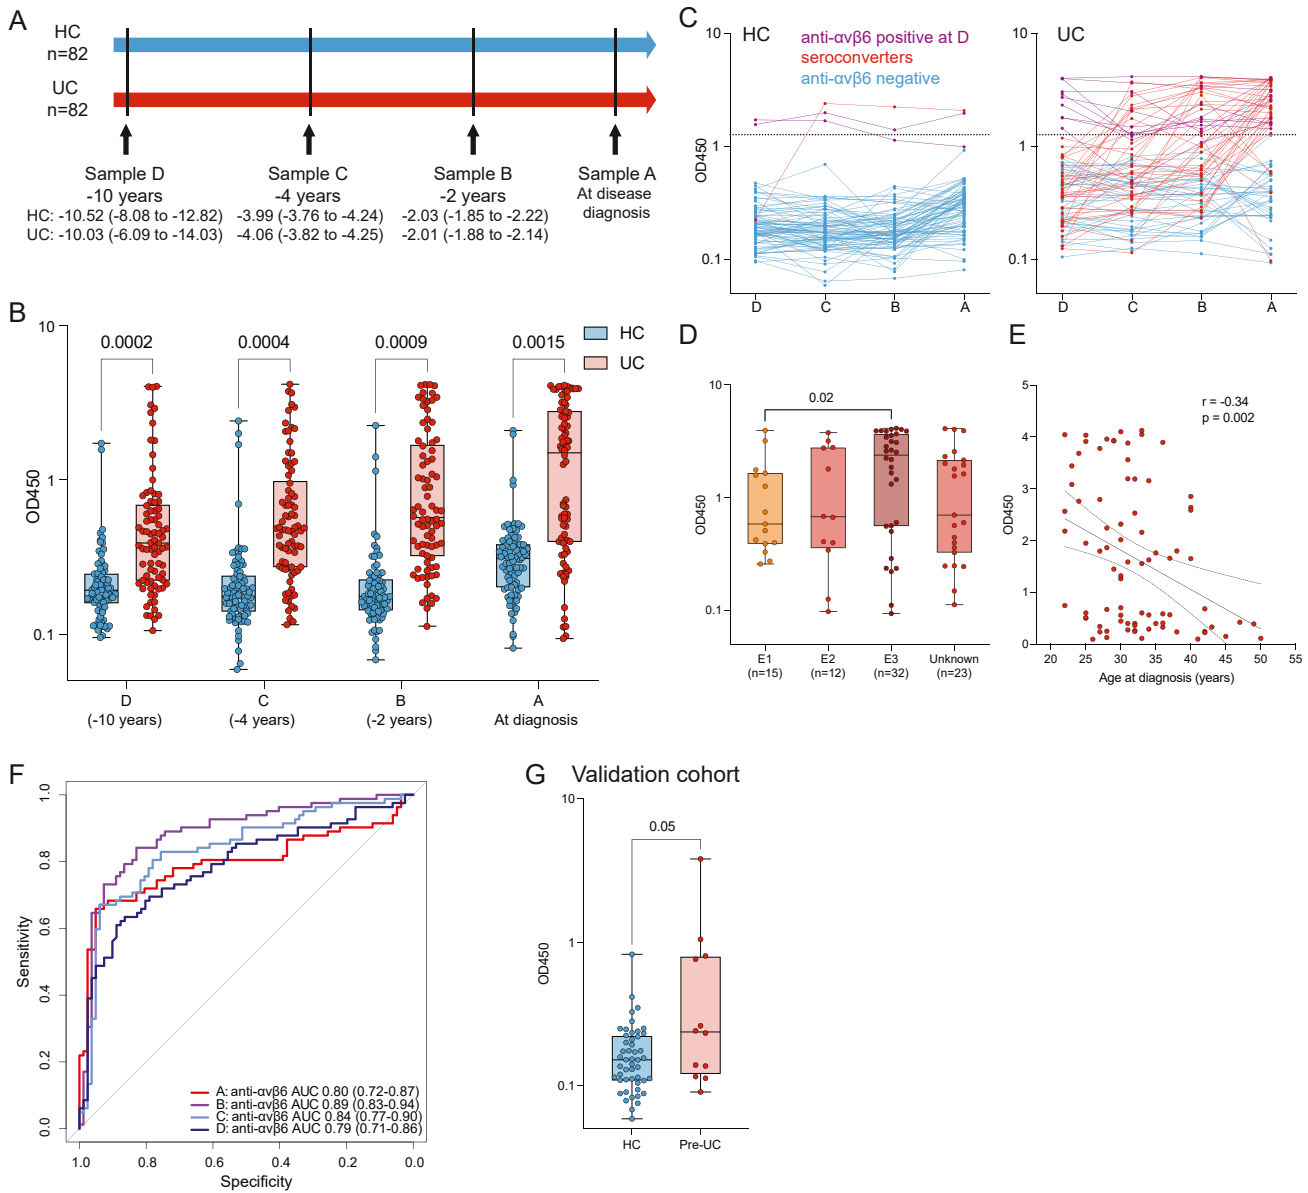 A
HC
n=82
UC
n=82
Sample D
-10 years
Sample C
-4 years
Sample B
-2 years
Sample A
At disease
diagnosis
HC: -10.52 (-8.08 to -12.82)
-3.99 (-3.76 to -4.24)
-2.03 (-1.85 to -2.22)
UC: -10.03 (-6.09 to -14.03)
-4.06 (-3.82 to -4.25)
-2.01 (-1.88 to -2.14)
B
10
1
0.1
OD450
0.0002
0.0004
0.0009
0.0015
HC
UC
D
(-10 years)
C
(-4 years)
B
(-2 years)
A
At diagnosis
C
HC
anti-αvβ6 positive at D
seroconverters
anti-αvβ6 negative
UC
10
1
0.1
OD450
D
C
B
A
10
1
0.1
D
C
B
A
D
10
1
0.1
OD450
0.02
E1
(n=15)
E2
(n=12)
E3
(n=32)
Unknown
(n=23)
E
5
4
3
2
1
0
OD450
r = -0.34
p = 0.002
20
25
30
35
40
45
50
55
Age at diagnosis (years)
F
1.0
0.8
0.6
0.4
0.2
0.0
Sensitivity
A: anti-αvβ6 AUC 0.80 (0.72-0.87)
B: anti-αvβ6 AUC 0.89 (0.83-0.94)
C: anti-αvβ6 AUC 0.84 (0.77-0.90)
D: anti-αvβ6 AUC 0.79 (0.71-0.86)
1.0
0.8
0.6
0.4
0.2
0.0
Specificity
G
Validation cohort
10
1
0.1
OD450
0.05
HC
Pre-UC